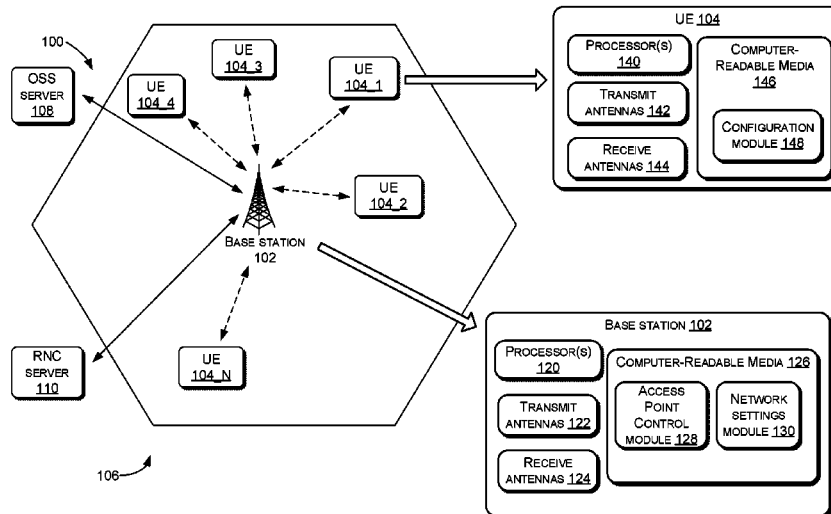 100
OSS
SERVER
108
UE
104_4
UE
104_3
UE
104_1
UE
104_2
BASE STATION
102
RNC
SERVER
110
UE
104_N
106
UE 104
PROCESSOR(S)
140
TRANSMIT
ANTENNAS 142
RECEIVE
ANTENNAS 144
COMPUTER-
READABLE MEDIA
146
CONFIGURATION
MODULE 148
BASE STATION 102
PROCESSOR(S)
120
TRANSMIT
ANTENNAS 122
RECEIVE
ANTENNAS 124
COMPUTER-READABLE MEDIA 126
ACCESS
POINT
CONTROL
MODULE 128
NETWORK
SETTINGS
MODULE 130